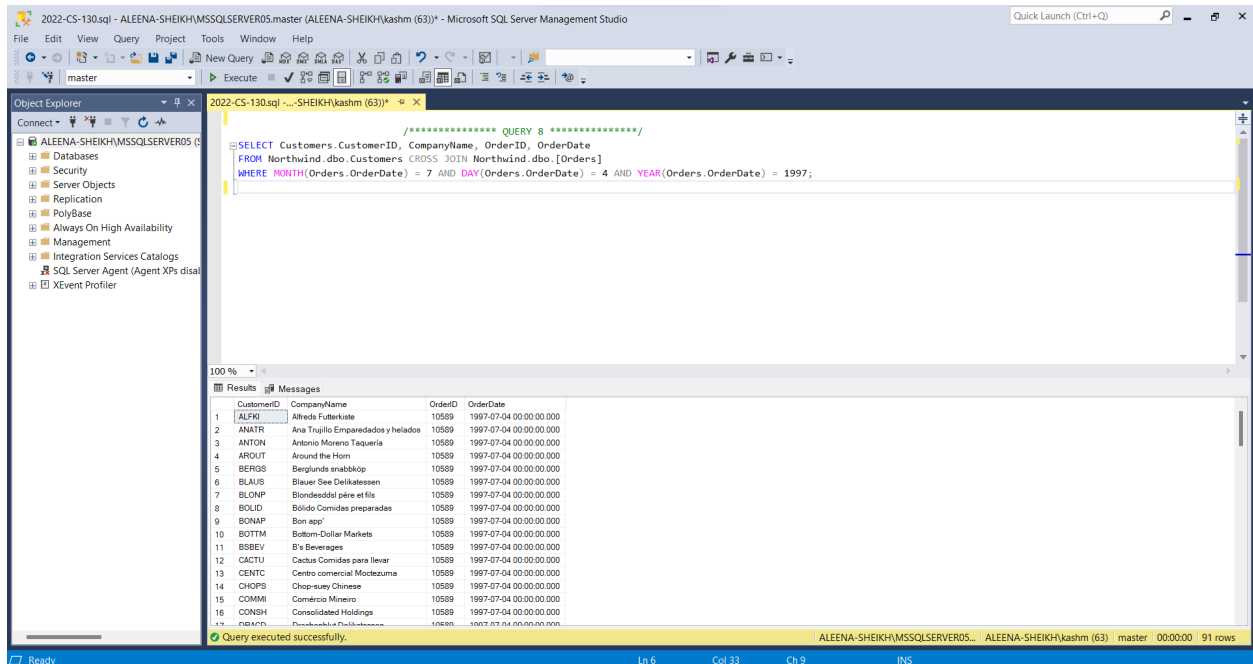 2022-CS-130.sql - ALEENA-SHEIKH\MSSQLSERVER05.master (ALEENA-SHEIKH\kashm (63))* - Microsoft SQL Server Management Studio
Quick Launch (Ctrl+Q)
File Edit View Query Project Tools Window Help
New Query
master
Execute
Object Explorer
2022-CS-130.sql -...-SHEIKH\kashm (63))*
Connect
ALEENA-SHEIKH\MSSQLSERVER05 (S
Databases
Security
Server Objects
Replication
PolyBase
Always On High Availability
Management
Integration Services Catalogs
SQL Server Agent (Agent XPs disal
XEvent Profiler
/*************** QUERY 8 ***************/
SELECT Customers.CustomerID, CompanyName, OrderID, OrderDate
FROM Northwind.dbo.Customers CROSS JOIN Northwind.dbo.[Orders]
WHERE MONTH(Orders.OrderDate) = 7 AND DAY(Orders.OrderDate) = 4 AND YEAR(Orders.OrderDate) = 1997;
100 %
Results Messages
CustomerID CompanyName OrderID OrderDate
1 ALFKI Alfreds Futterkiste 10589 1997-07-04 00:00:00.000
2 ANATR Ana Trujillo Emparedados y helados 10589 1997-07-04 00:00:00.000
3 ANTON Antonio Moreno Taquería 10589 1997-07-04 00:00:00.000
4 AROUT Around the Horn 10589 1997-07-04 00:00:00.000
5 BERGS Berglunds snabbköp 10589 1997-07-04 00:00:00.000
6 BLAUS Blauer See Delikatessen 10589 1997-07-04 00:00:00.000
7 BLONP Blondesddsl père et fils 10589 1997-07-04 00:00:00.000
8 BOLID Bólido Comidas preparadas 10589 1997-07-04 00:00:00.000
9 BONAP Bon app' 10589 1997-07-04 00:00:00.000
10 BOTTM Bottom-Dollar Markets 10589 1997-07-04 00:00:00.000
11 BSBEV B's Beverages 10589 1997-07-04 00:00:00.000
12 CACTU Cactus Comidas para llevar 10589 1997-07-04 00:00:00.000
13 CENTC Centro comercial Moctezuma 10589 1997-07-04 00:00:00.000
14 CHOPS Chop-suey Chinese 10589 1997-07-04 00:00:00.000
15 COMMI Comércio Mineiro 10589 1997-07-04 00:00:00.000
16 CONSH Consolidated Holdings 10589 1997-07-04 00:00:00.000
17 DRACD Drachenblut Delikatessen 10589 1997-07-04 00:00:00.000
Query executed successfully.
ALEENA-SHEIKH\MSSQLSERVER05... ALEENA-SHEIKH\kashm (63) master 00:00:00 91 rows
Ready Ln 6 Col 33 Ch 9 INS